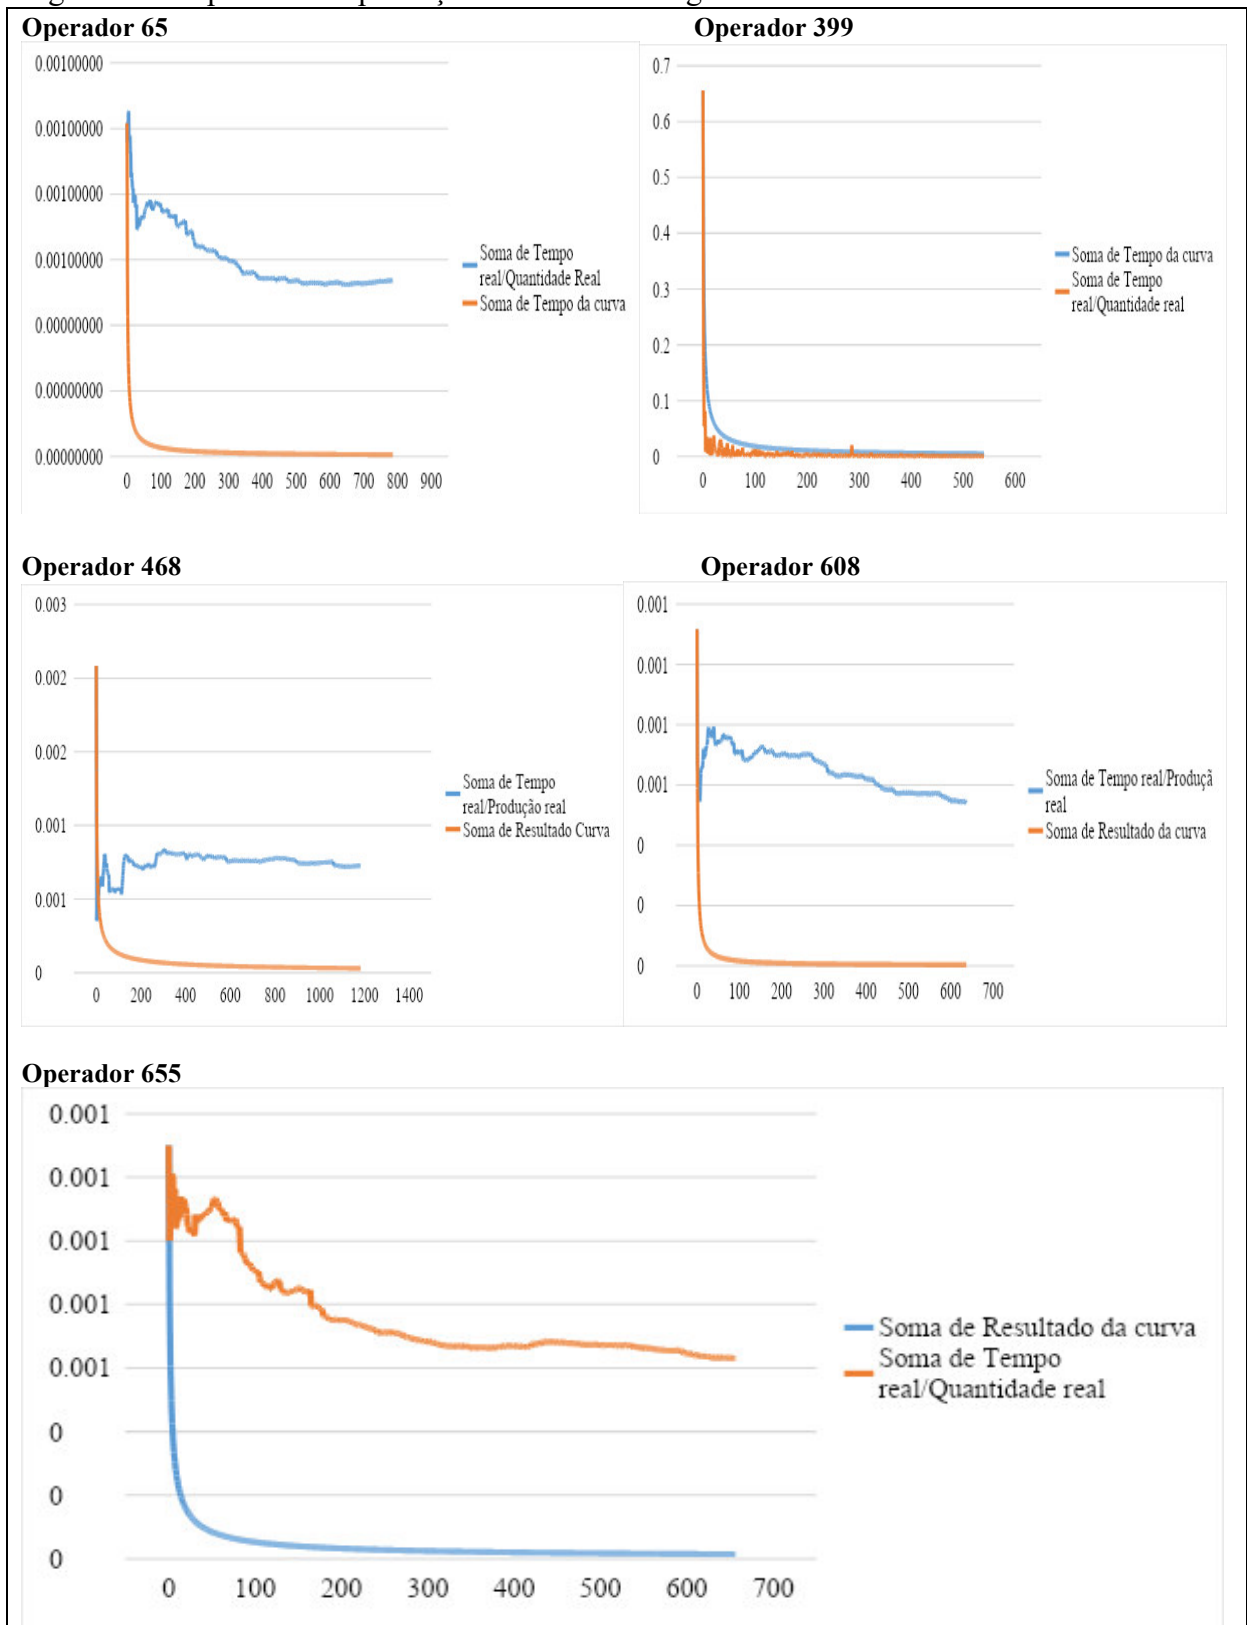 Operador 65
Operador 399
0.00100000
0.00100000
0.00100000
0.00100000
0.00000000
0.00000000
0.00000000
0 100 200 300 400 500 600 700 800 900
Soma de Tempo
real/Quantidade Real
Soma de Tempo da curva
0.7
0.6
0.5
0.4
0.3
0.2
0.1
0
0 100 200 300 400 500 600
Soma de Tempo da curva
Soma de Tempo
real/Quantidade real
Operador 468
Operador 608
0.003
0.002
0.002
0.001
0.001
0
0 200 400 600 800 1000 1200 1400
Soma de Tempo
real/Produção real
Soma de Resultado Curva
0.001
0.001
0.001
0.001
0
0
0
0 100 200 300 400 500 600 700
Soma de Tempo real/Produçã
real
Soma de Resultado da curva
Operador 655
0.001
0.001
0.001
0.001
0.001
0
0
0
0 100 200 300 400 500 600 700
Soma de Resultado da curva
Soma de Tempo
real/Quantidade real